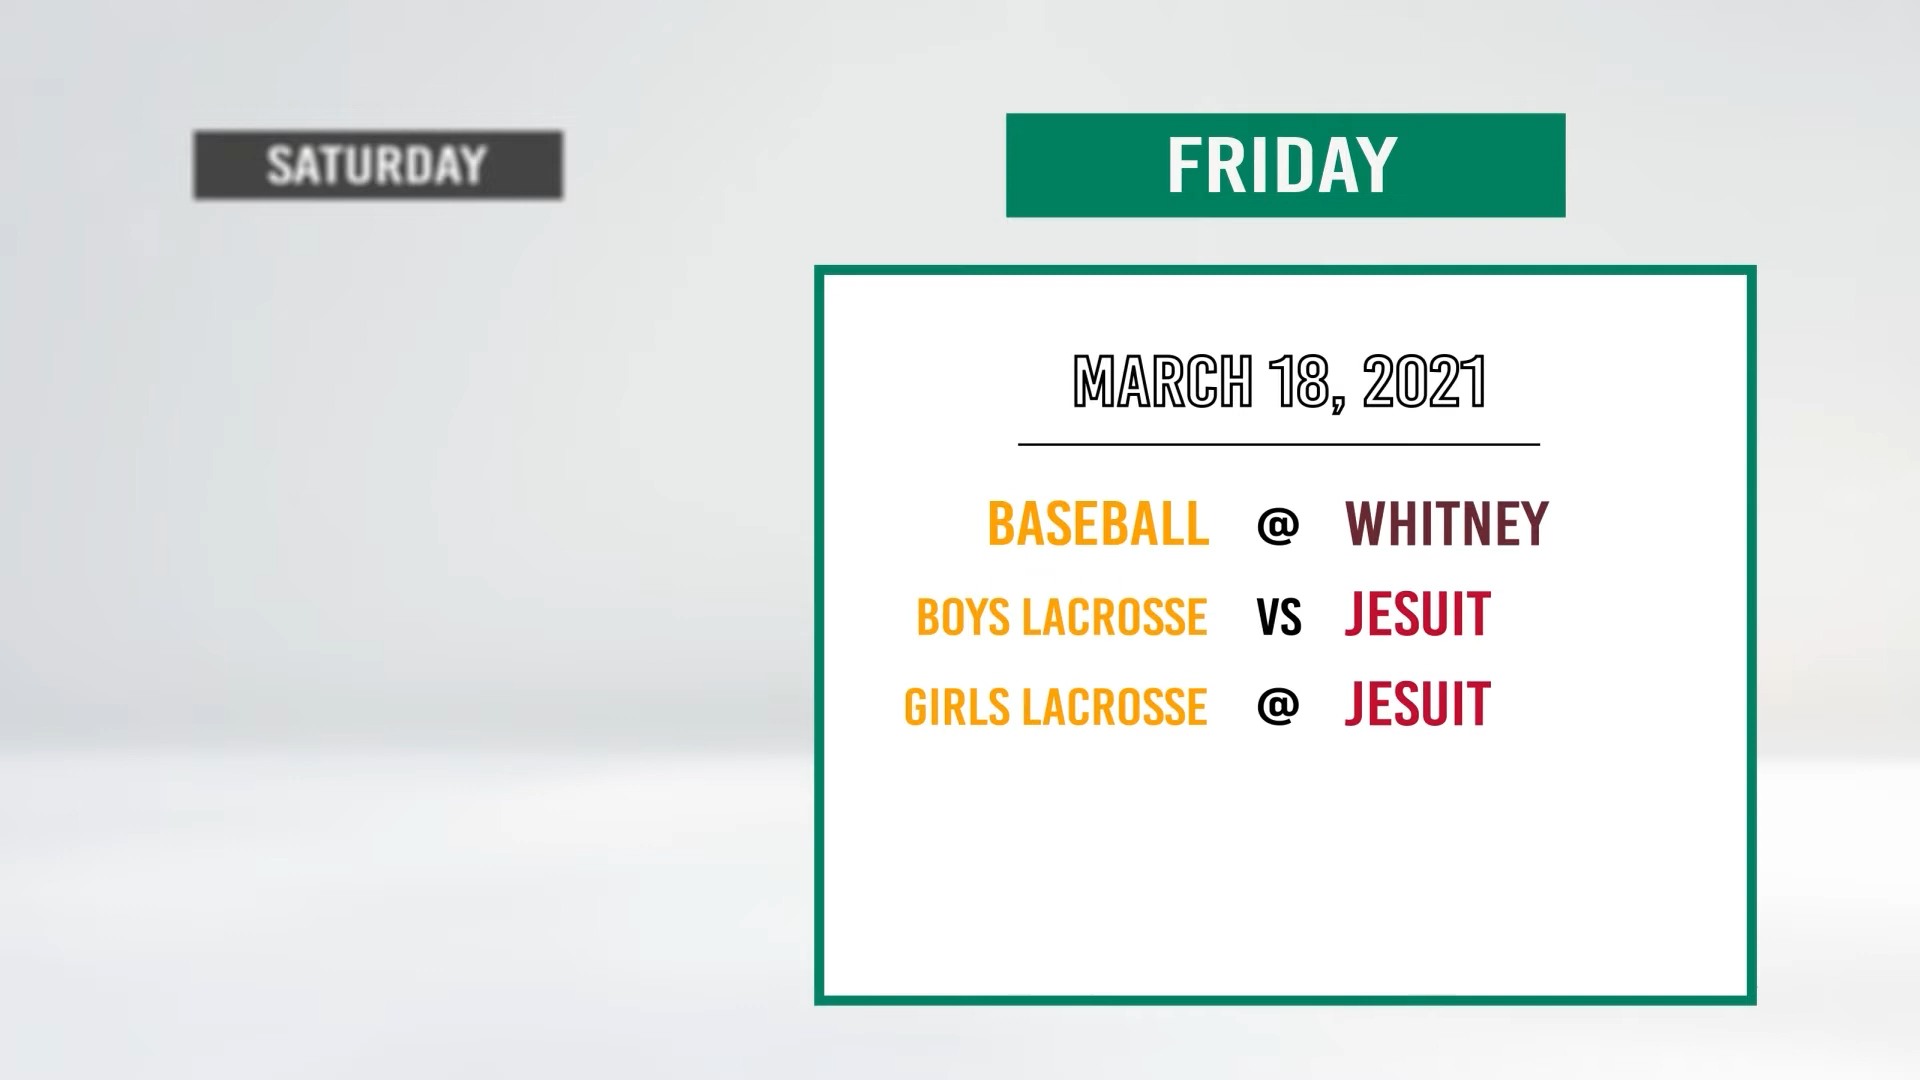 SATURDAY
FRIDAY
MARCH 18, 2021
BASEBALL @ WHITNEY
BOYS LACROSSE VS JESUIT
GIRLS LACROSSE @ JESUIT